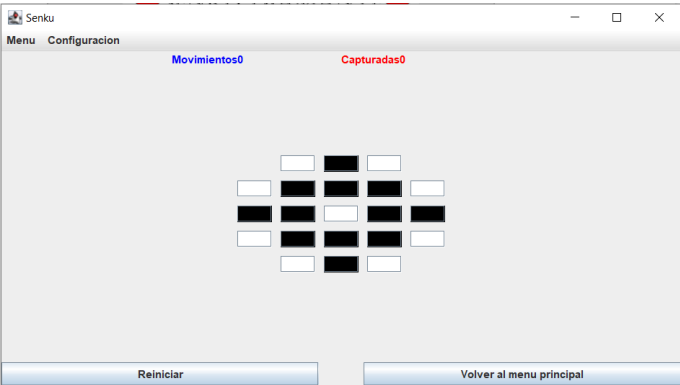 Senku
Menu Configuracion
Movimientos0 Capturadas0
Reiniciar Volver al menu principal